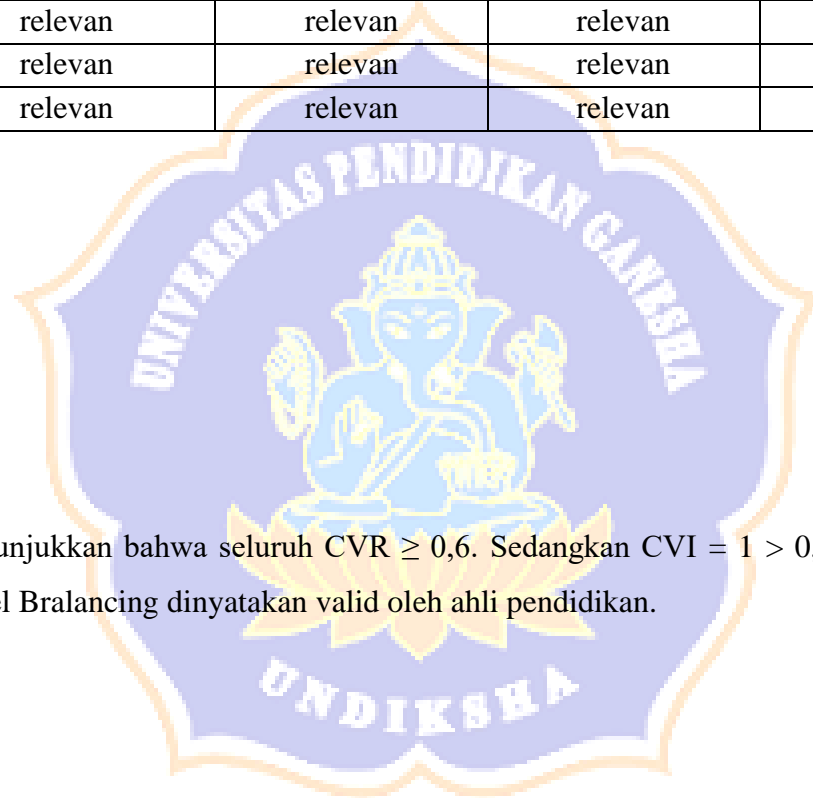 relevan relevan relevan
relevan relevan relevan
relevan relevan relevan
UNIVERSITAS PENDIDIKAN GANESHA
unjukkan bahwa seluruh CVR ≥ 0,6. Sedangkan CVI = 1 > 0,
el Bralancing dinyatakan valid oleh ahli pendidikan.
UNDIKSHA